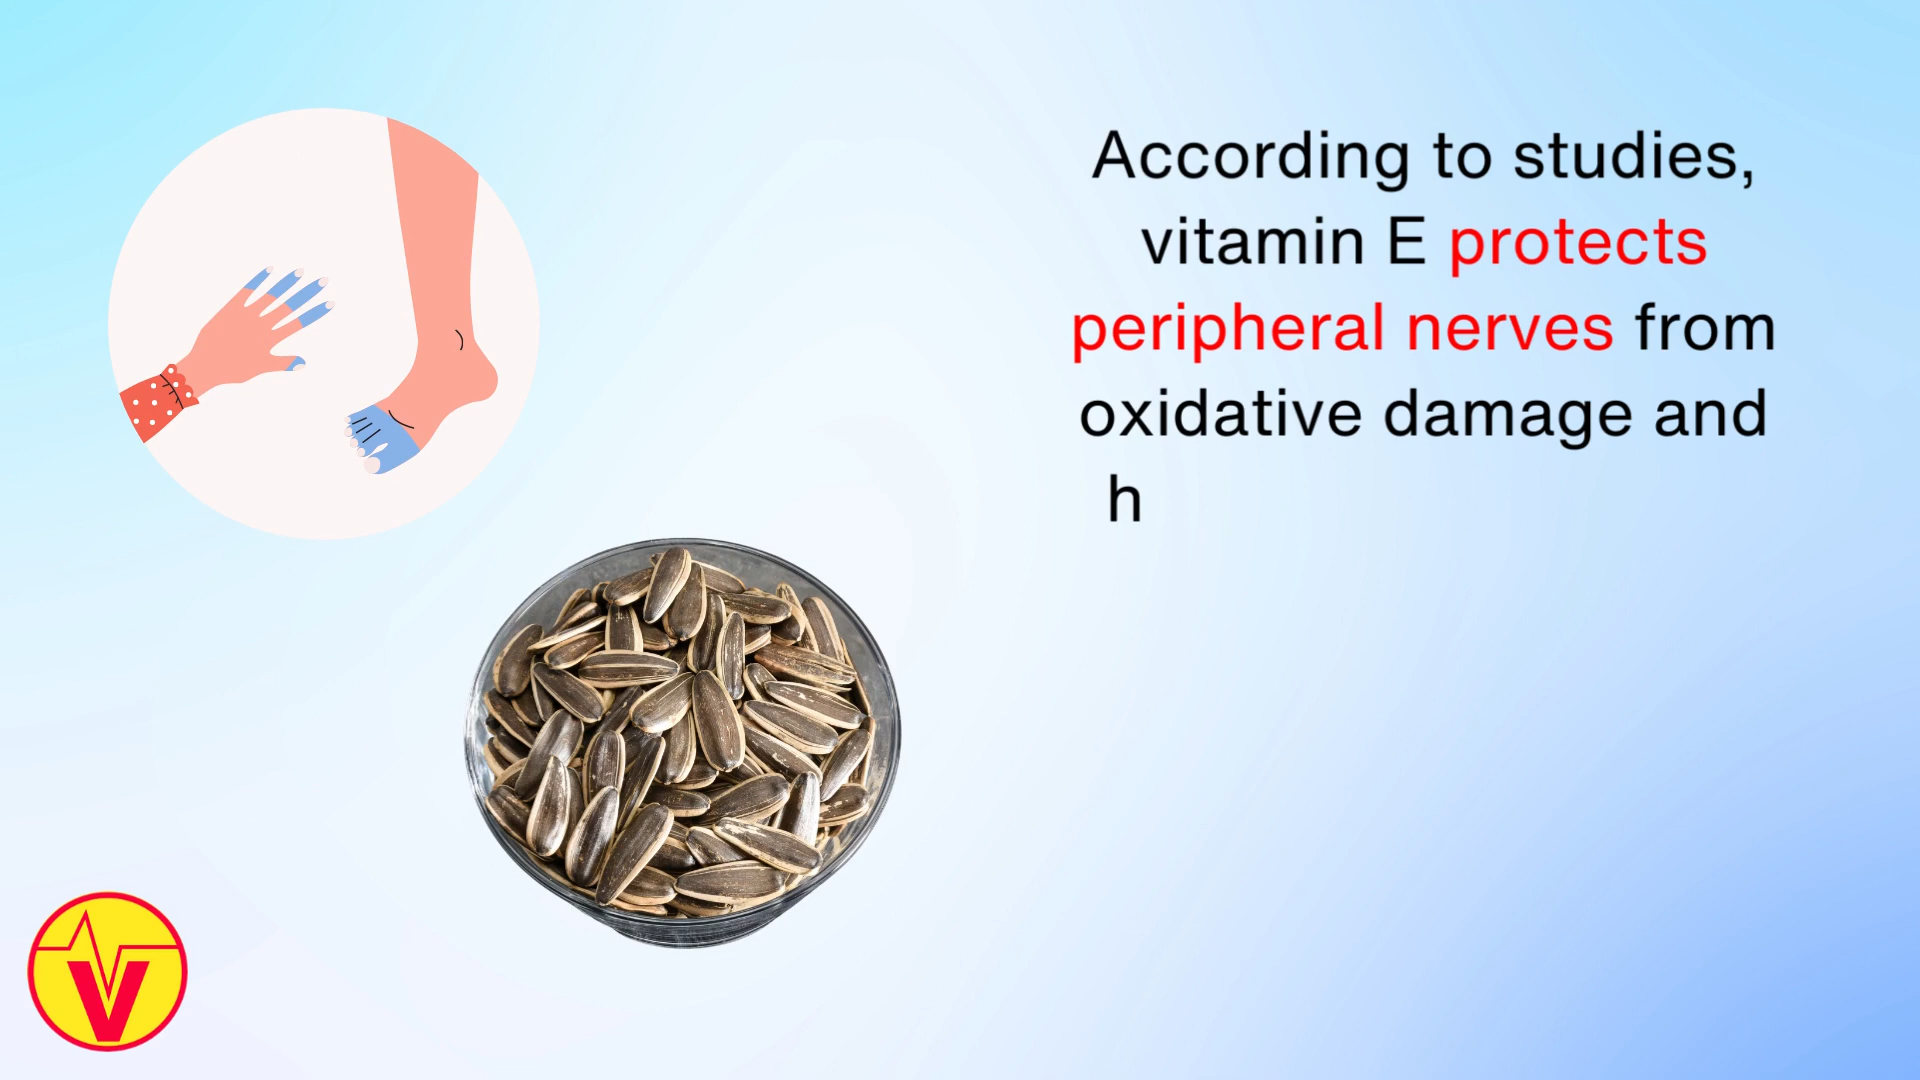 According to studies,
vitamin E protects
peripheral nerves from
oxidative damage and
h
V